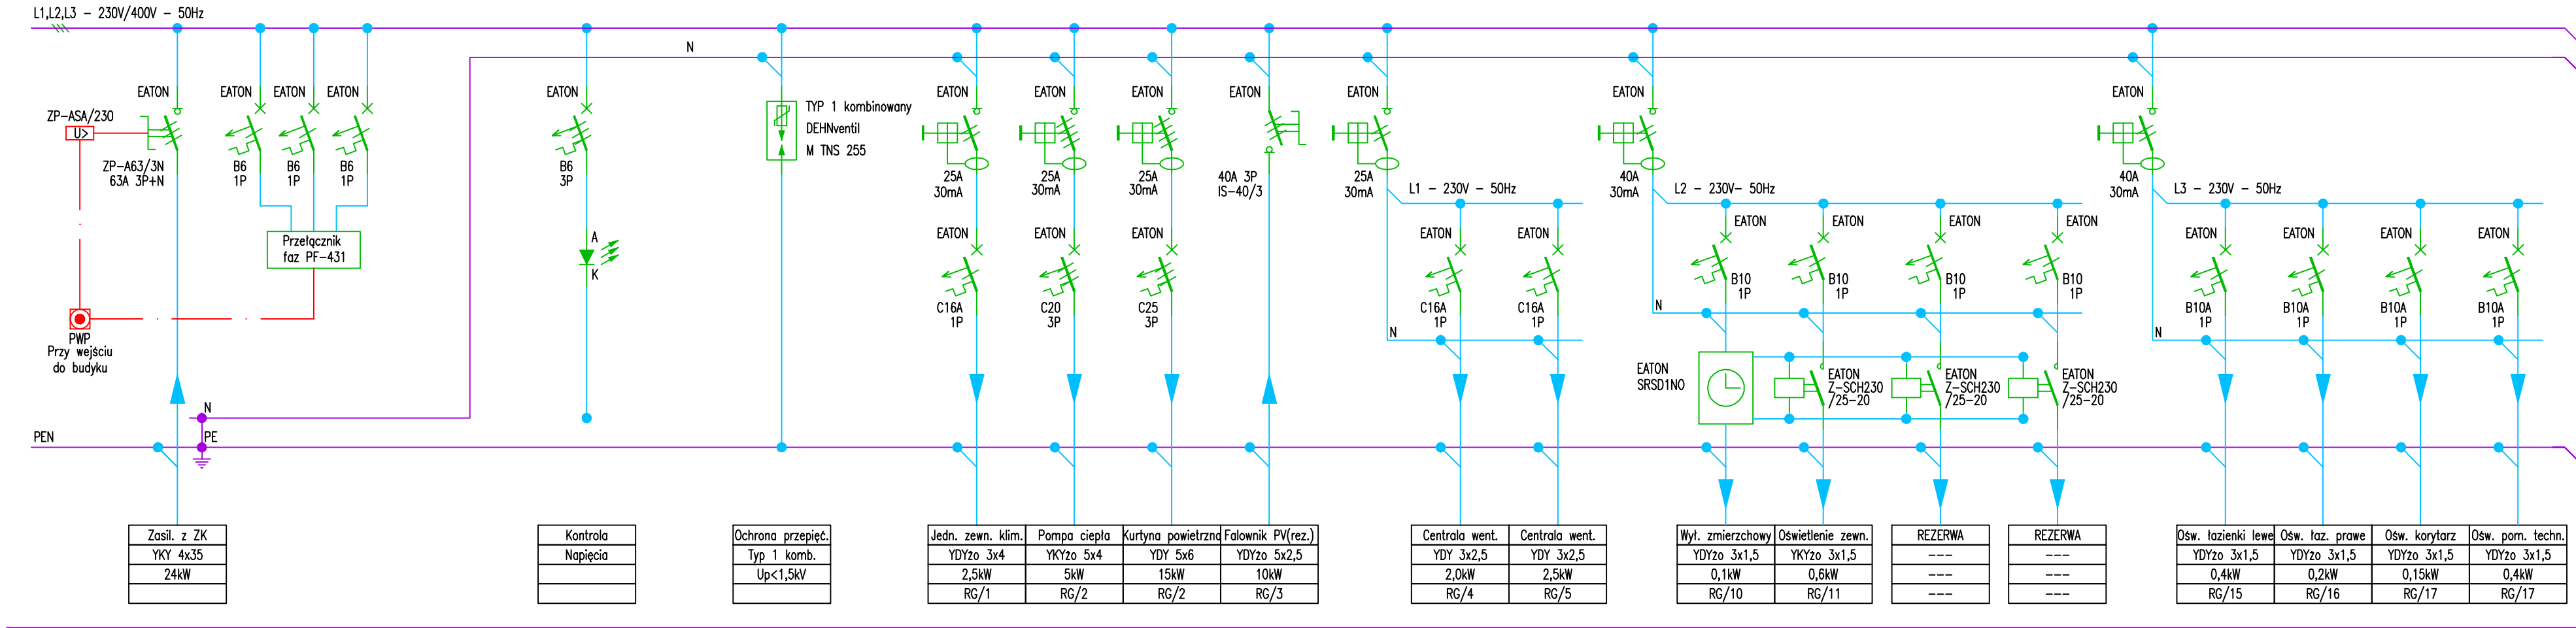 L1,L2,L3 - 230V/400V - 50Hz
N
EATON
EATON
EATON
EATON
EATON
EATON
EATON
EATON
EATON
EATON
EATON
EATON
ZP-ASA/230
U>
ZP-A63/3N
63A 3P+N
B6
1P
B6
1P
B6
1P
B6
3P
TYP 1 kombinowany
DEHNventil
M TNS 255
25A
30mA
25A
30mA
25A
30mA
40A 3P
IS-40/3
25A
30mA
40A
30mA
40A
30mA
L1 - 230V - 50Hz
L2 - 230V- 50Hz
L3 - 230V - 50Hz
Przełącznik
faz PF-431
A
K
EATON
EATON
EATON
EATON
EATON
EATON
EATON
EATON
EATON
EATON
EATON
EATON
EATON
C16A
1P
C20
3P
C25
3P
C16A
1P
C16A
1P
B10
1P
B10
1P
B10
1P
B10
1P
B10A
1P
B10A
1P
B10A
1P
B10A
1P
N
N
N
PWP
Przy wejściu
do budyku
EATON
SRSD1NO
EATON
Z-SCH230
/25-20
EATON
Z-SCH230
/25-20
EATON
Z-SCH230
/25-20
N
PEN
PE
Zasil. z ZK
YKY 4x35
24kW
Kontrola
Napięcia
Ochrona przepięć.
Typ 1 komb.
Up<1,5kV
Jedn. zewn. klim.
YDYżo 3x4
2,5kW
RG/1
Pompa ciepła
YKYżo 5x4
5kW
RG/2
Kurtyna powietrzna
YDY 5x6
15kW
RG/2
Falownik PV(rez.)
YDYżo 5x2,5
10kW
RG/3
Centrala went.
YDY 3x2,5
2,0kW
RG/4
Centrala went.
YDY 3x2,5
2,5kW
RG/5
Wył. zmierzchowy
YDYżo 3x1,5
0,1kW
RG/10
Oświetlenie zewn.
YKYżo 3x1,5
0,6kW
RG/11
REZERWA
---
---
---
REZERWA
---
---
---
Ośw. łazienki lewe
YDYżo 3x1,5
0,4kW
RG/15
Ośw. łaz. prawe
YDYżo 3x1,5
0,2kW
RG/16
Ośw. korytarz
YDYżo 3x1,5
0,15kW
RG/17
Ośw. pom. techn.
YDYżo 3x1,5
0,4kW
RG/17